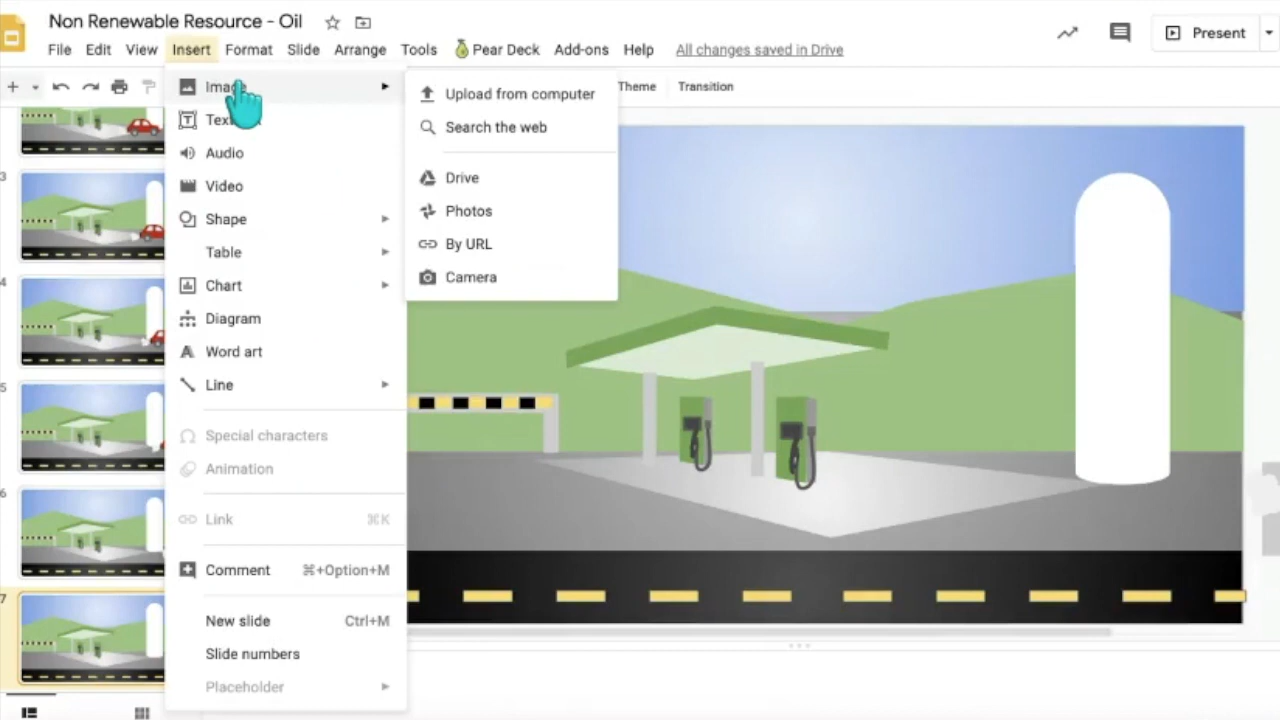 Non Renewable Resource - Oil
File Edit View Insert Format Slide Arrange Tools Pear Deck Add-ons Help All changes saved in Drive
Present
Theme Transition
Image
Audio
Video
Shape
Table
Chart
Diagram
Word art
Line
Special characters
Animation
Link ⌘K
Comment ⌘+Option+M
New slide Ctrl+M
Slide numbers
Placeholder
Upload from computer
Search the web
Drive
Photos
By URL
Camera
3
4
5
6
7